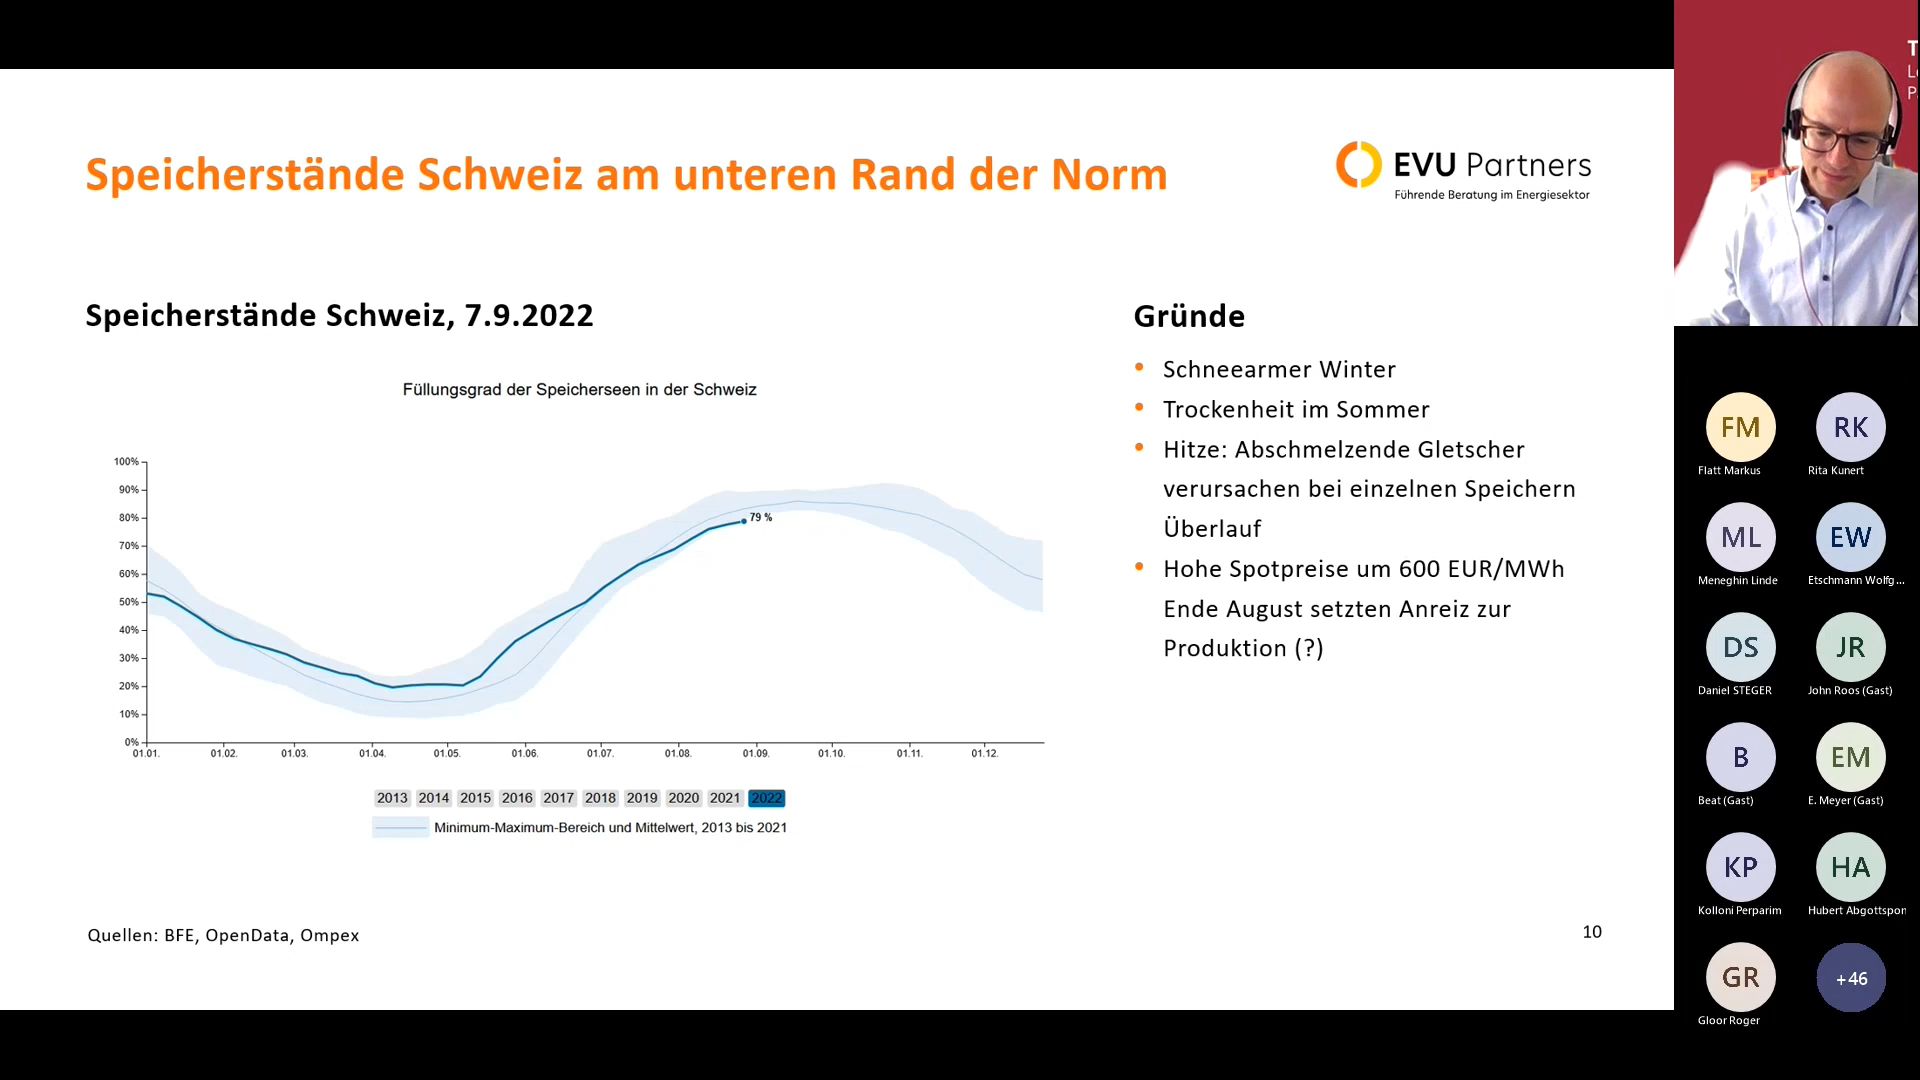 Speicherstände Schweiz am unteren Rand der Norm
EVU Partners
Führende Beratung im Energiesektor
Speicherstände Schweiz, 7.9.2022
Füllungsgrad der Speicherseen in der Schweiz
100%
90%
80%
70%
60%
50%
40%
30%
20%
10%
0%
79 %
01.01. 01.02. 01.03. 01.04. 01.05. 01.06. 01.07. 01.08. 01.09. 01.10. 01.11. 01.12.
2013 2014 2015 2016 2017 2018 2019 2020 2021 2022
Minimum-Maximum-Bereich und Mittelwert, 2013 bis 2021
Gründe
• Schneearmer Winter
• Trockenheit im Sommer
• Hitze: Abschmelzende Gletscher
verursachen bei einzelnen Speichern
Überlauf
• Hohe Spotpreise um 600 EUR/MWh
Ende August setzten Anreiz zur
Produktion (?)
Quellen: BFE, OpenData, Ompex
10
FM RK
Flatt Markus Rita Kunert
ML EW
Meneghin Linde Etschmann Wolfg...
DS JR
Daniel STEGER John Roos (Gast)
B EM
Beat (Gast) E. Meyer (Gast)
KP HA
Kolloni Perparim Hubert Abgottspon
GR +46
Gloor Roger